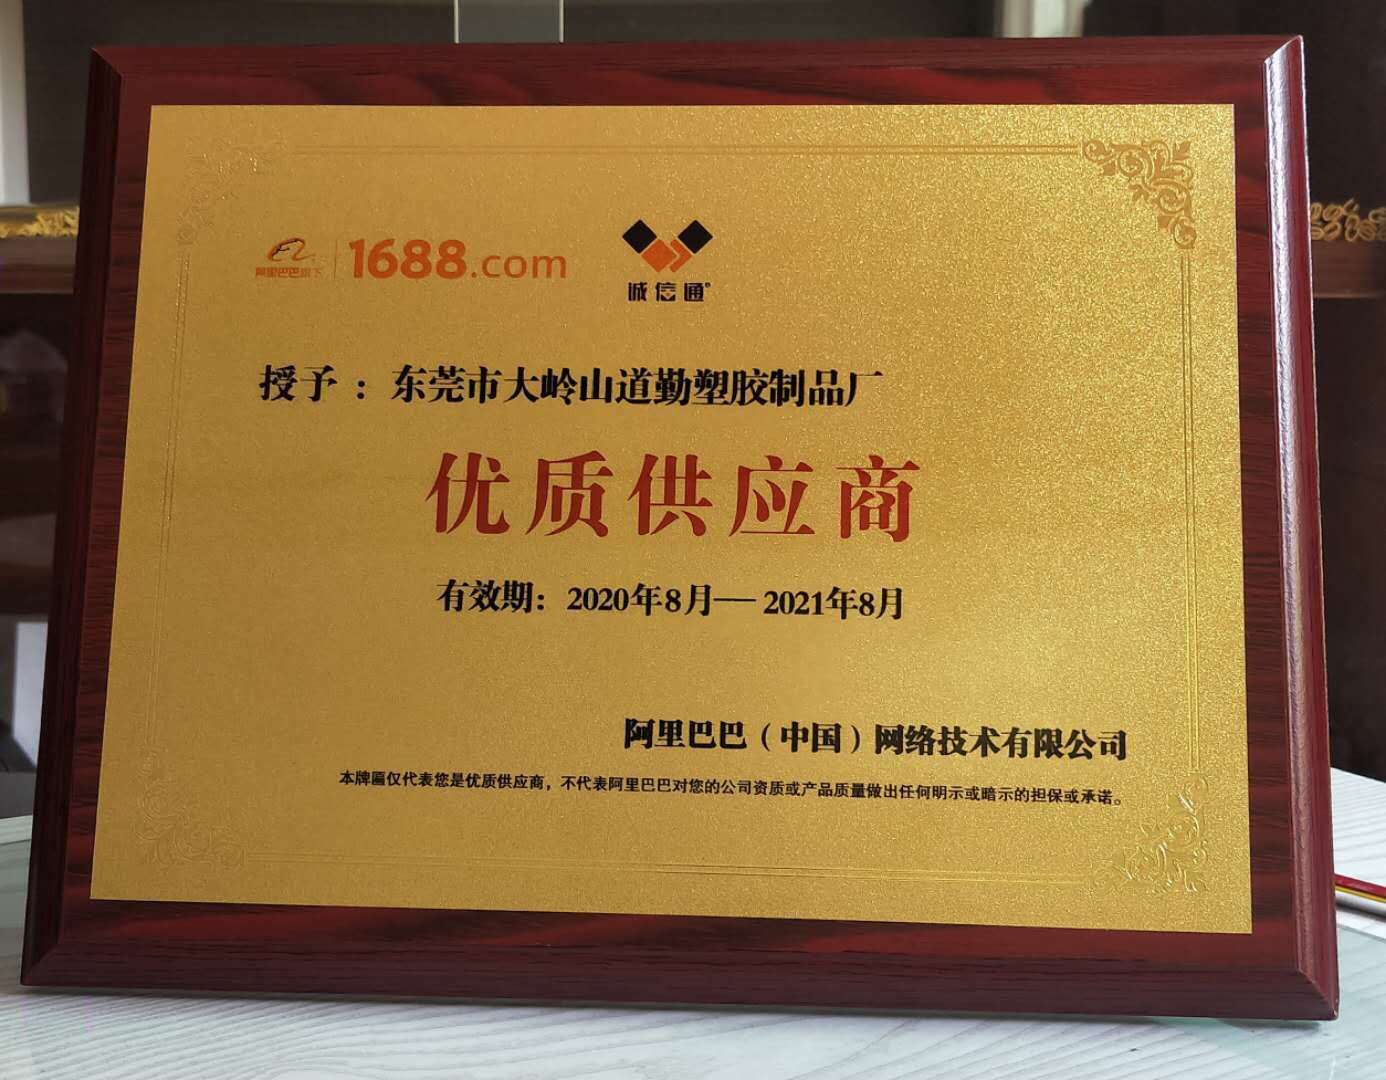 阿里巴巴旗下 1688.com 诚信通®
授予：东莞市大岭山道勤塑胶制品厂
优质供应商
有效期：2020年8月——2021年8月
阿里巴巴（中国）网络技术有限公司
本牌匾仅代表您是优质供应商，不代表阿里巴巴对您的公司资质或产品质量做出任何明示或暗示的担保或承诺。